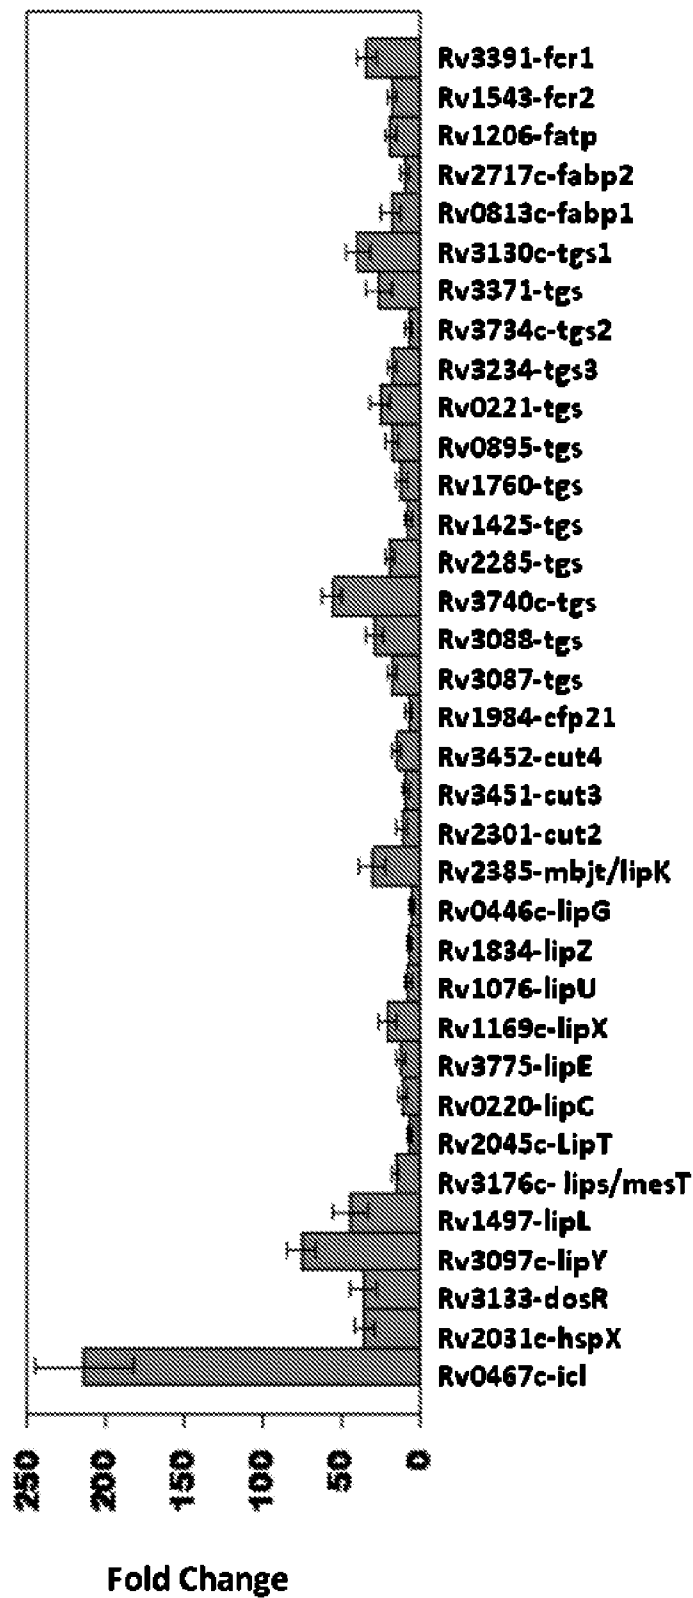 Rv3391-fcr1
Rv1543-fcr2
Rv1206-fatp
Rv2717c-fabp2
Rv0813c-fabp1
Rv3130c-tgs1
Rv3371-tgs
Rv3734c-tgs2
Rv3234-tgs3
Rv0221-tgs
Rv0895-tgs
Rv1760-tgs
Rv1425-tgs
Rv2285-tgs
Rv3740c-tgs
Rv3088-tgs
Rv3087-tgs
Rv1984-cfp21
Rv3452-cut4
Rv3451-cut3
Rv2301-cut2
Rv2385-mbjt/lipK
Rv0446c-lipG
Rv1834-lipZ
Rv1076-lipU
Rv1169c-lipX
Rv3775-lipE
Rv0220-lipC
Rv2045c-LipT
Rv3176c- lips/mesT
Rv1497-lipL
Rv3097c-lipY
Rv3133-dosR
Rv2031c-hspX
Rv0467c-icl
250 200 150 100 50 0
Fold Change